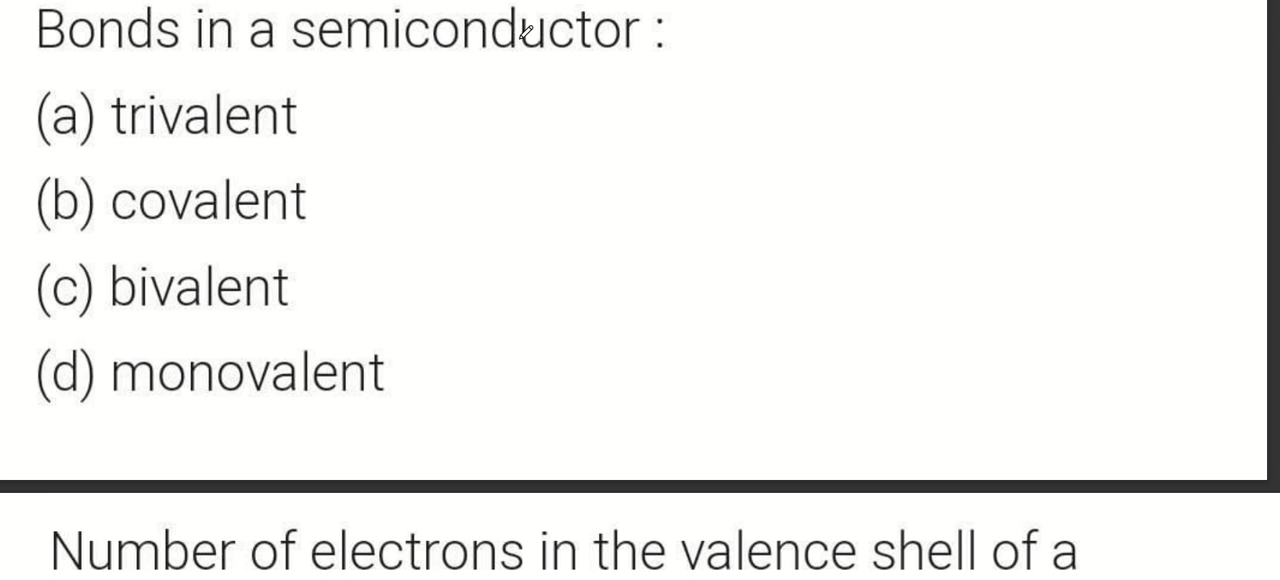 Bonds in a semiconductor :
(a) trivalent
(b) covalent
(c) bivalent
(d) monovalent
Number of electrons in the valence shell of a